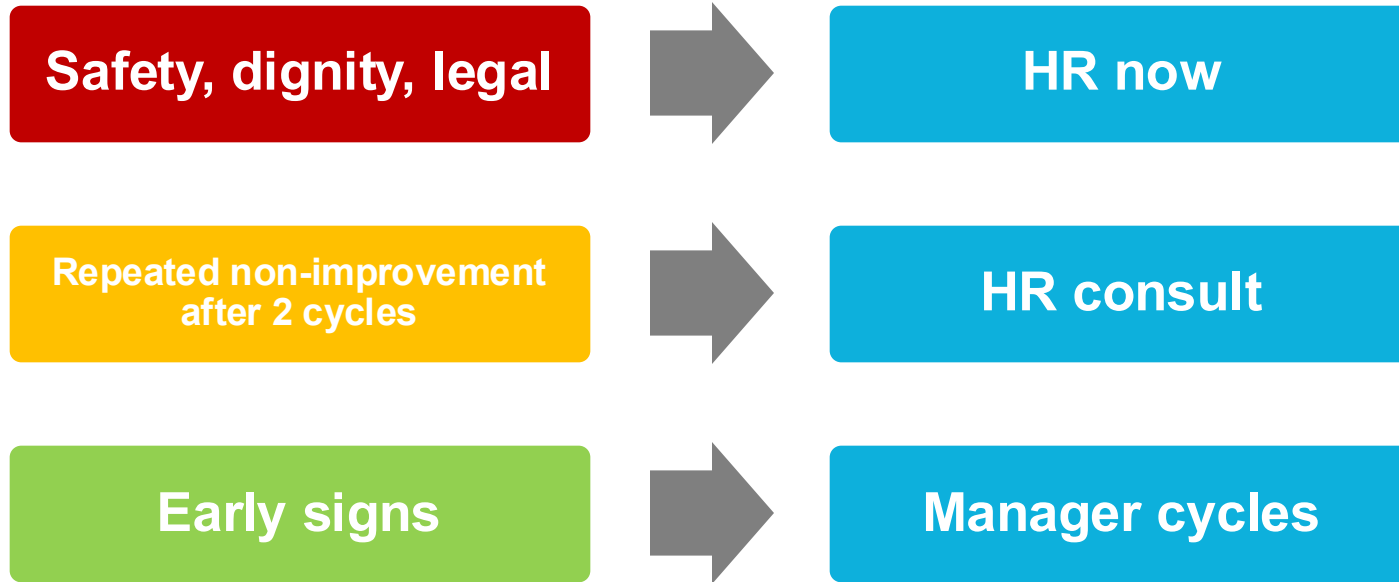 Safety, dignity, legal
HR now
Repeated non-improvement
after 2 cycles
HR consult
Early signs
Manager cycles